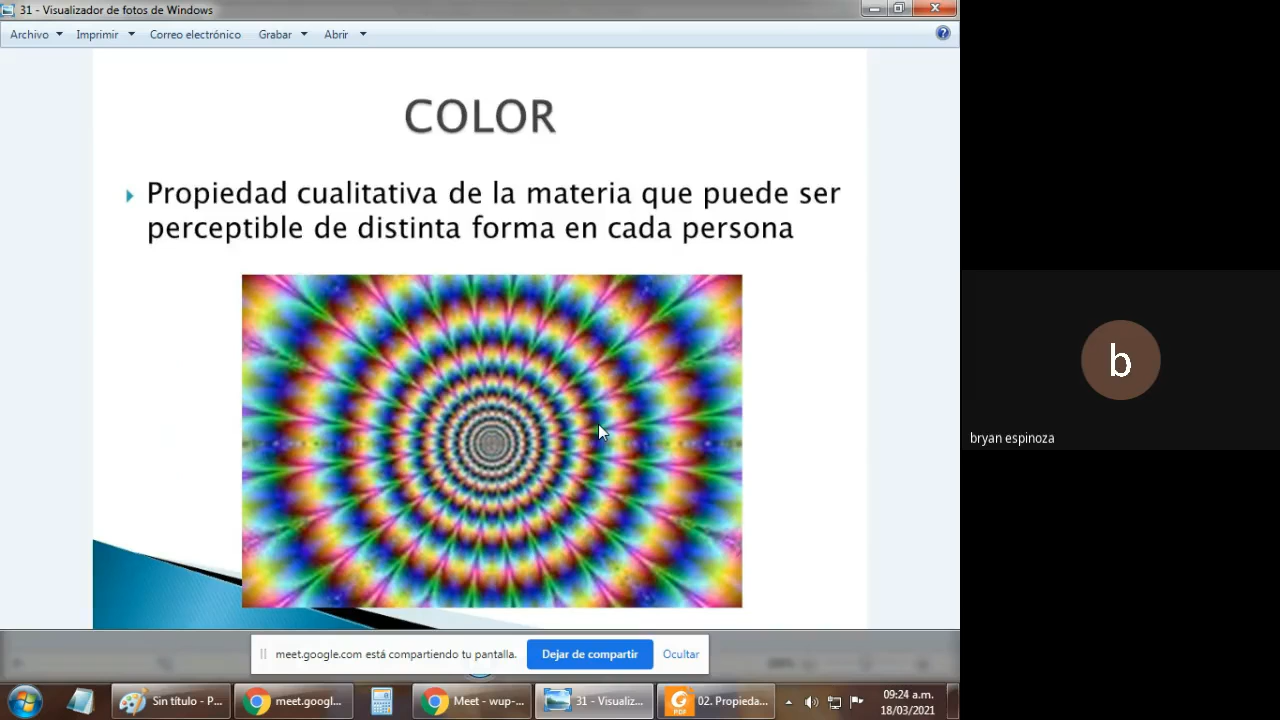 31 - Visualizador de fotos de Windows
Archivo Imprimir Correo electrónico Grabar Abrir
COLOR
Propiedad cualitativa de la materia que puede ser
perceptible de distinta forma en cada persona
b
bryan espinoza
meet.google.com está compartiendo tu pantalla. Dejar de compartir Ocultar
Sin título - P... meet.googl... Meet - wup-... 31 - Visualiz... PDF 02. Propieda... 09:24 a.m.
18/03/2021